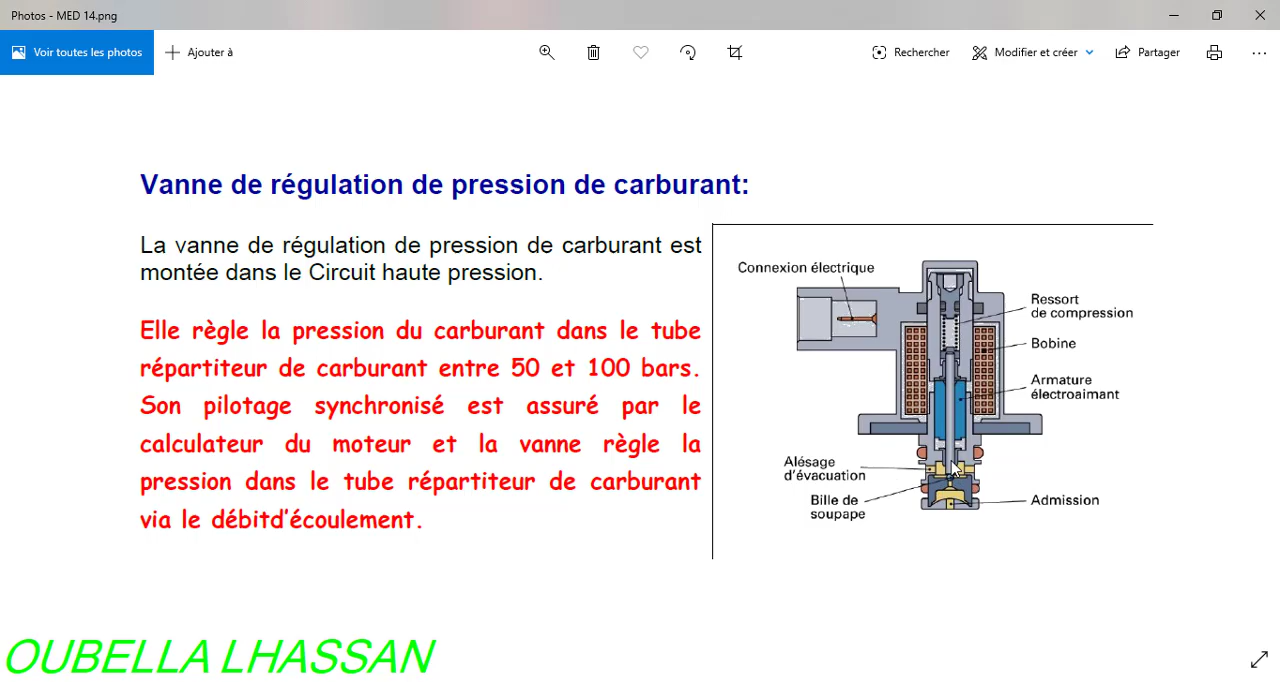 Photos - MED 14.png
Voir toutes les photos
Ajouter à
Rechercher
Modifier et créer
Partager
Vanne de régulation de pression de carburant:
La vanne de régulation de pression de carburant est
montée dans le Circuit haute pression.
Elle règle la pression du carburant dans le tube
répartiteur de carburant entre 50 et 100 bars.
Son pilotage synchronisé est assuré par le
calculateur du moteur et la vanne règle la
pression dans le tube répartiteur de carburant
via le débitd'écoulement.
Connexion électrique
Ressort
de compression
Bobine
Armature
électroaimant
Alésage
d'évacuation
Bille de
soupape
Admission
OUBELLA LHASSAN